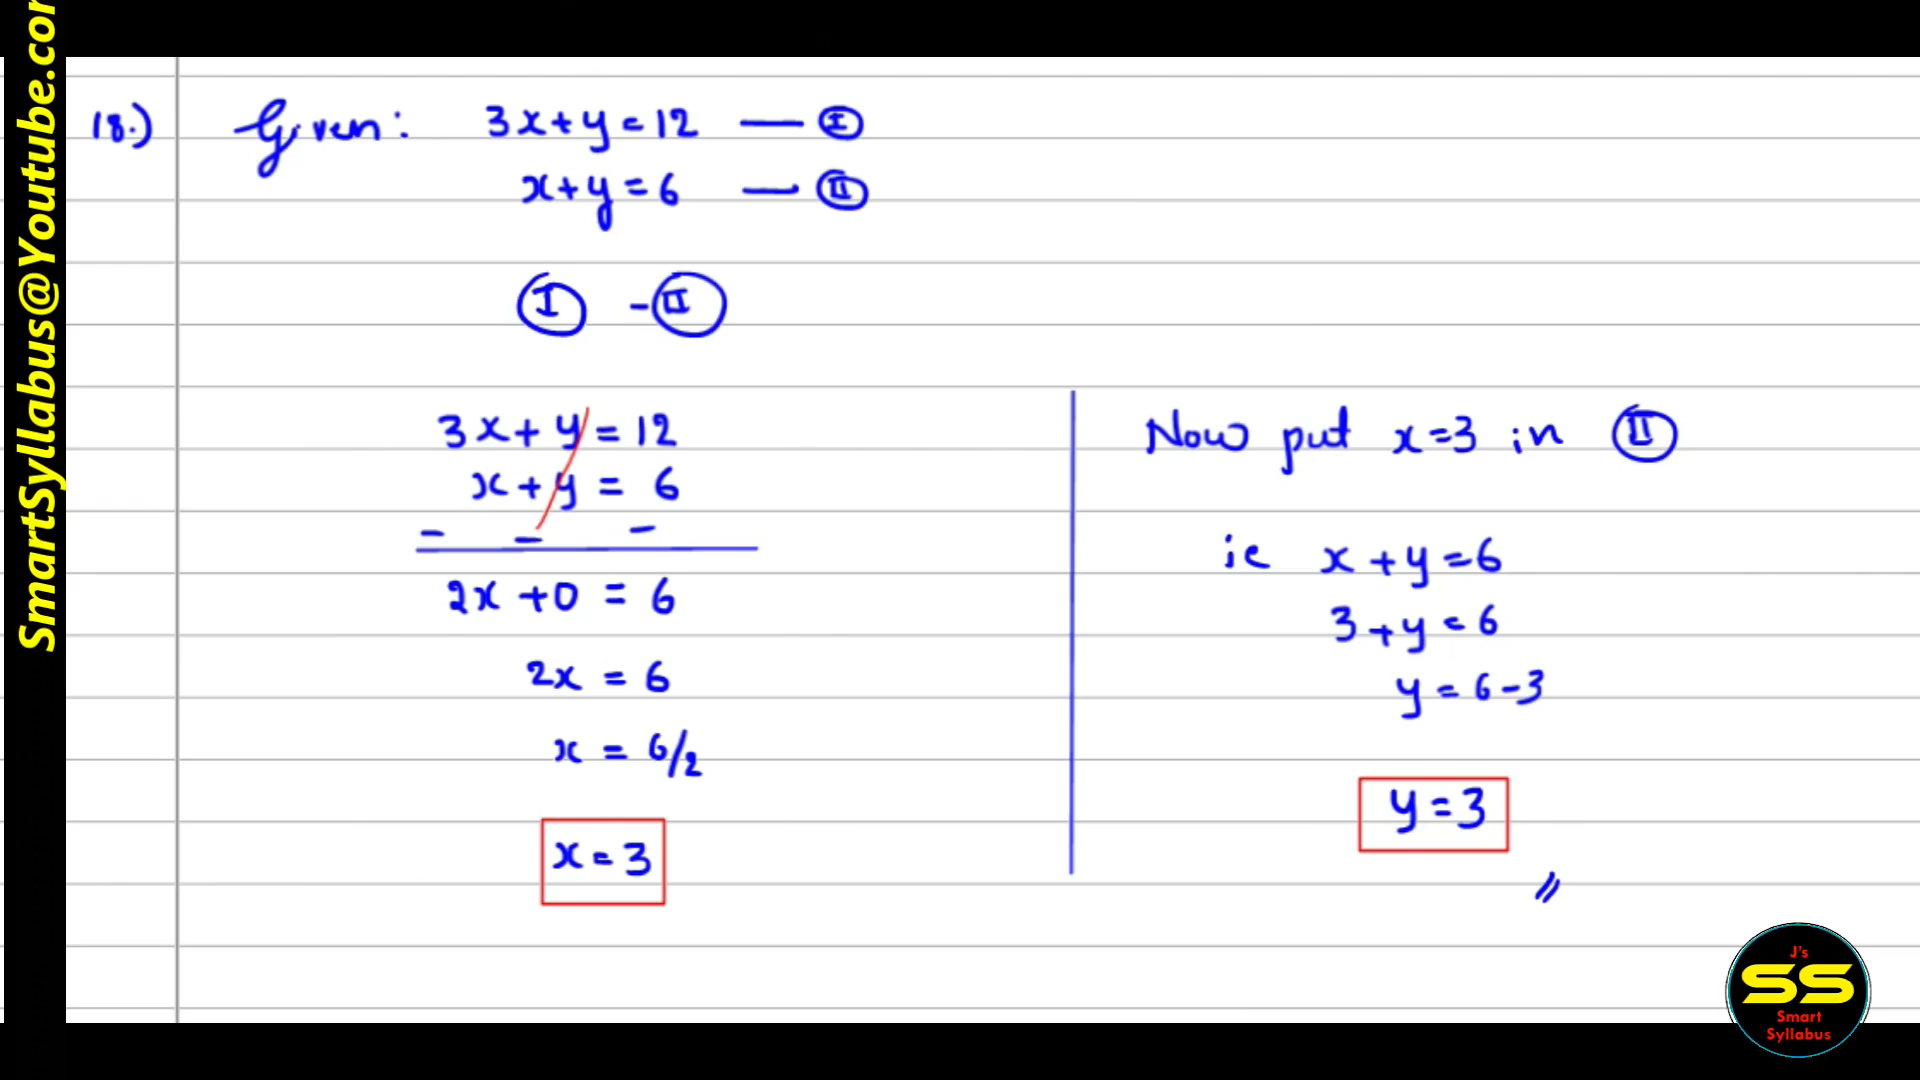 SmartSyllabus@Youtube.com
18.) Given: 3x+y=12 — I
x+y=6 — II
I - II
3x+y=12
x+y= 6
- - -
2x+0 = 6
2x = 6
x = 6/2
x=3
Now put x=3 in II
ie x+y=6
3+y=6
y=6-3
y=3
//
J's
SS
Smart
Syllabus